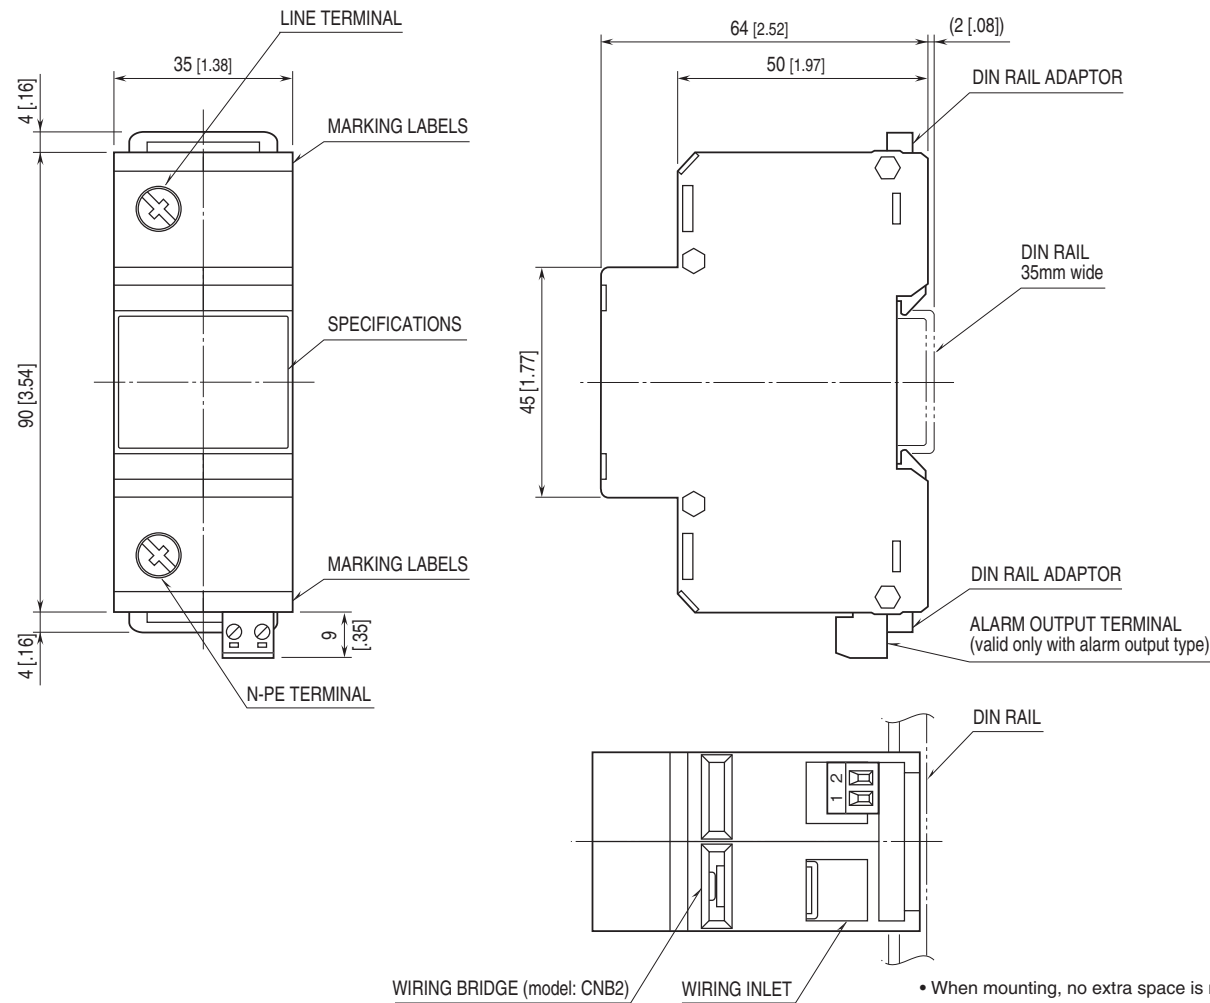 LINE TERMINAL
64 [2.52]
(2 [.08])
35 [1.38]
50 [1.97]
DIN RAIL ADAPTOR
4 [.16]
MARKING LABELS
DIN RAIL
35mm wide
SPECIFICATIONS
90 [3.54]
45 [1.77]
MARKING LABELS
DIN RAIL ADAPTOR
ALARM OUTPUT TERMINAL
(valid only with alarm output type)
9
[.35]
4 [.16]
N-PE TERMINAL
DIN RAIL
1 2
WIRING BRIDGE (model: CNB2)
WIRING INLET
• When mounting, no extra space is